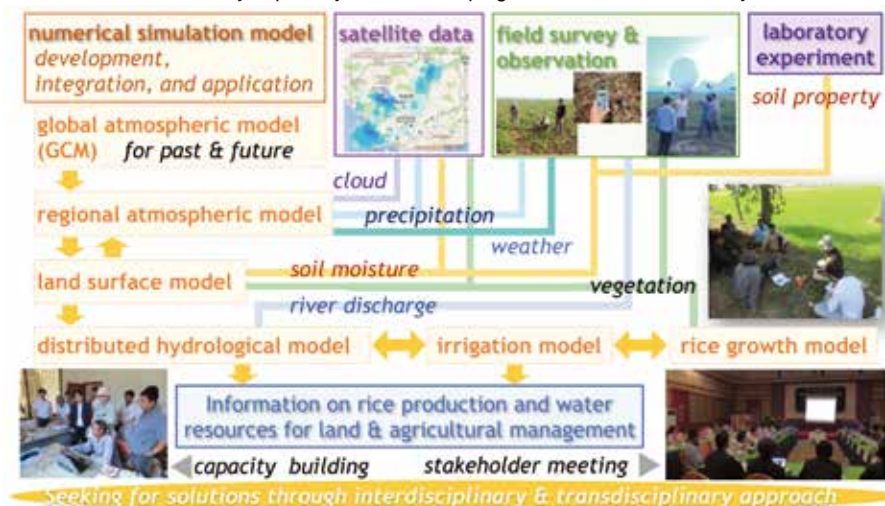 numerical simulation model
development,
integration, and application
satellite data
field survey &
observation
laboratory
experiment
soil property
global atmospheric model
(GCM) for past & future
cloud
regional atmospheric model
precipitation
weather
soil moisture
land surface model
vegetation
river discharge
distributed hydrological model
irrigation model
rice growth model
Information on rice production and water
resources for land & agricultural management
capacity building
stakeholder meeting
Seeking for solutions through interdisciplinary & transdisciplinary approach